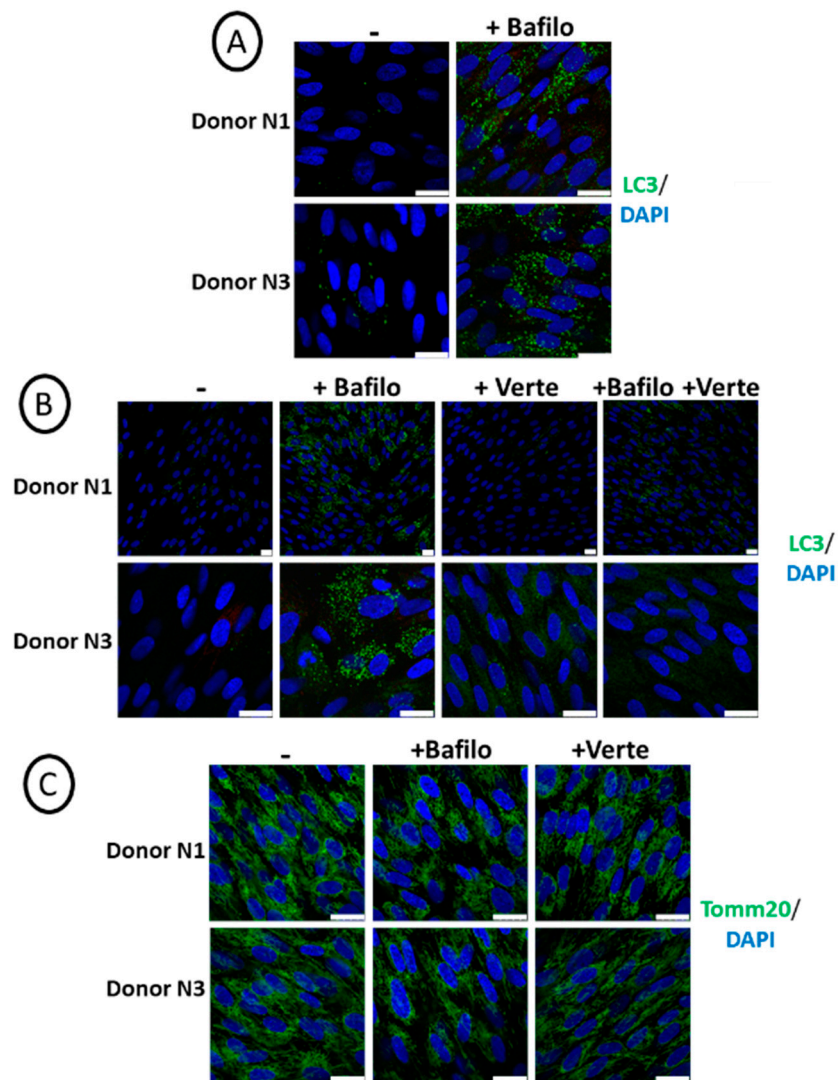 A
- + Bafilo
Donor N1
LC3/
DAPI
Donor N3
B
- + Bafilo + Verte +Bafilo +Verte
Donor N1
LC3/
DAPI
Donor N3
C
- +Bafilo +Verte
Donor N1
Tomm20/
DAPI
Donor N3